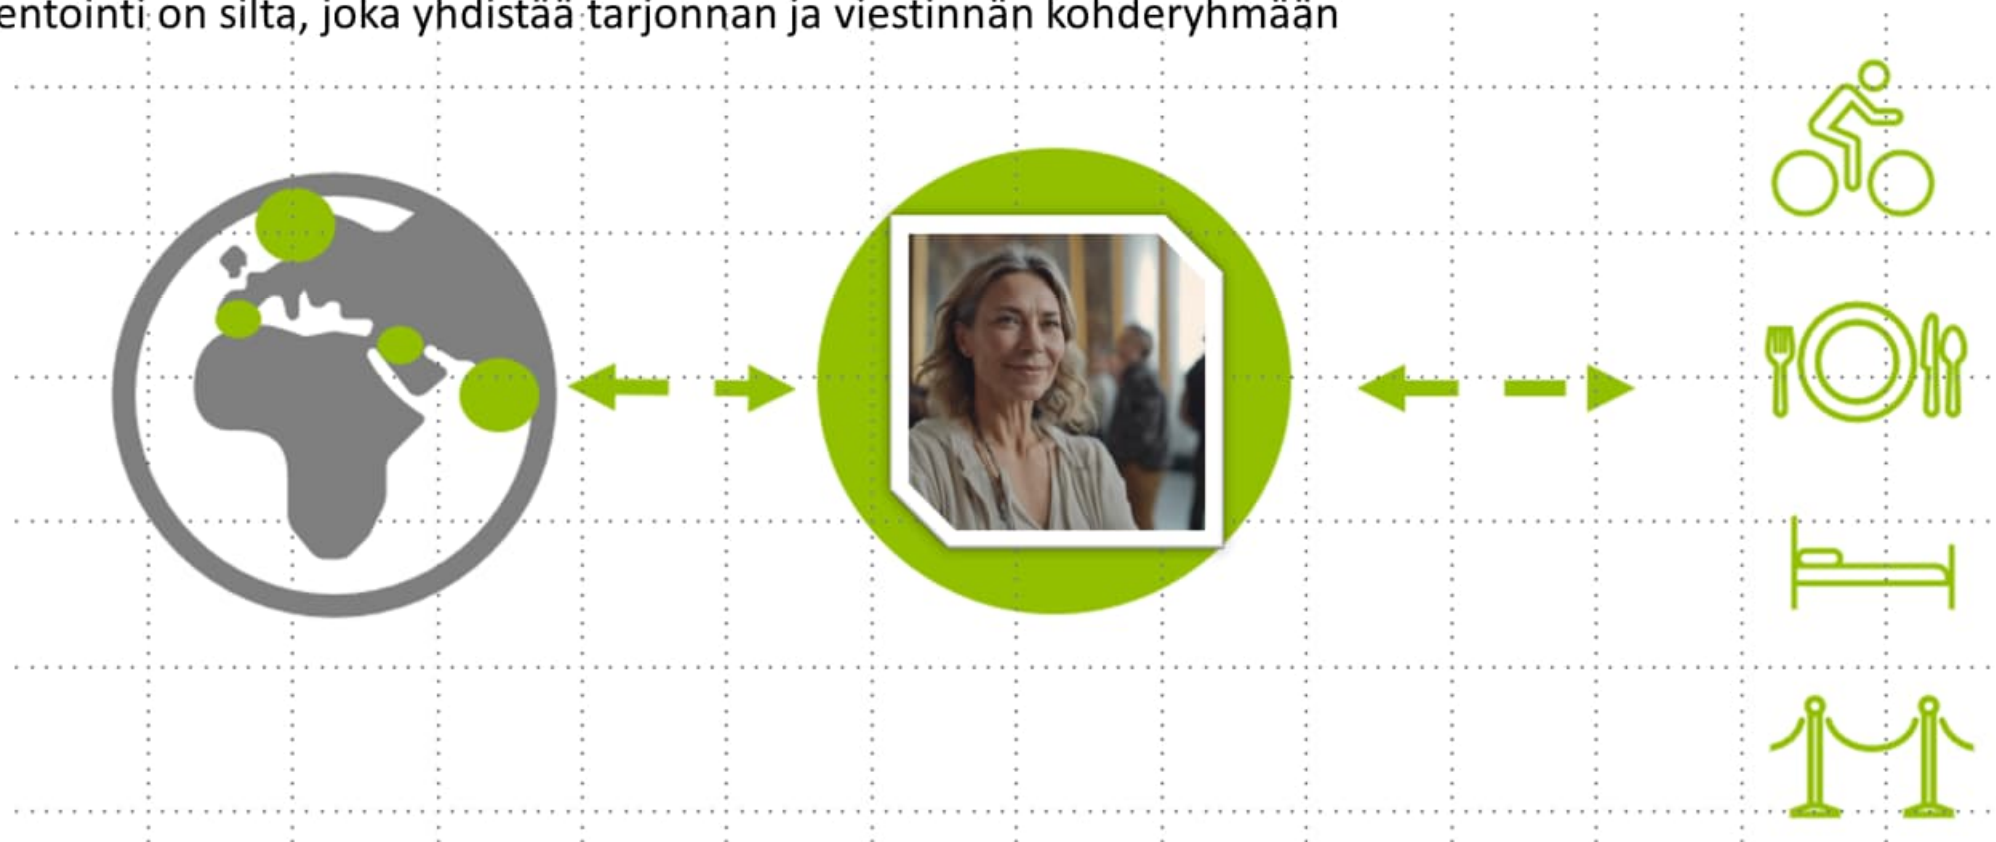 entointi on silta, joka yhdistää tarjonnan ja viestinnän kohderyhmään